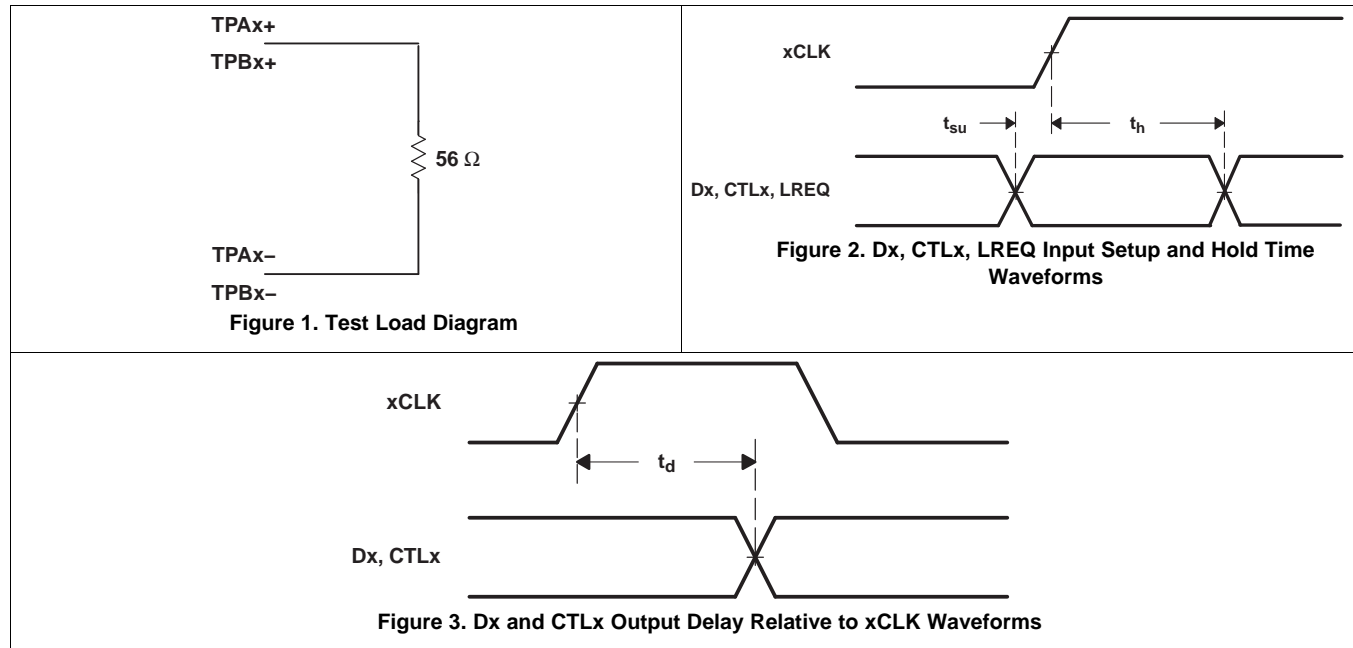 TPAx+
TPBx+
56 Ω
TPAx–
TPBx–
Figure 1. Test Load Diagram
xCLK
tsu
th
Dx, CTLx, LREQ
Figure 2. Dx, CTLx, LREQ Input Setup and Hold Time
Waveforms
xCLK
td
Dx, CTLx
Figure 3. Dx and CTLx Output Delay Relative to xCLK Waveforms